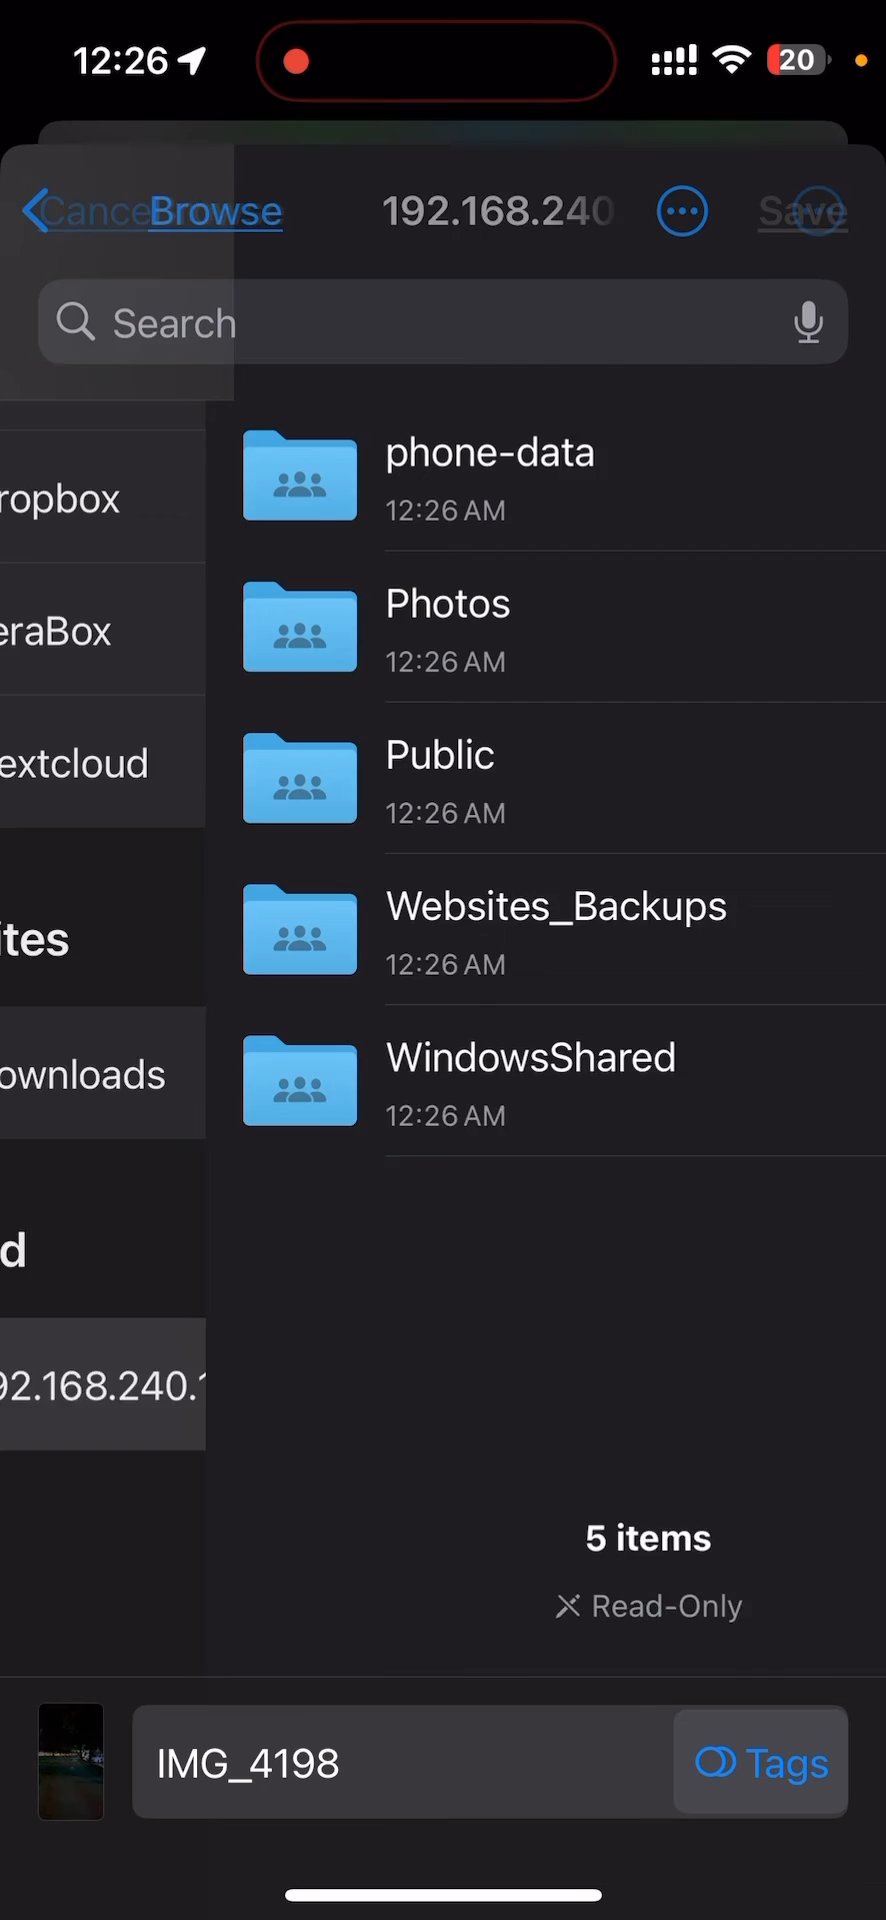 12:26
20
Cance Browse
192.168.240
Save
Search
phone-data
12:26 AM
ropbox
Photos
12:26 AM
eraBox
Public
12:26 AM
extcloud
Websites_Backups
12:26 AM
ites
WindowsShared
12:26 AM
ownloads
d
92.168.240.1
5 items
Read-Only
IMG_4198
Tags